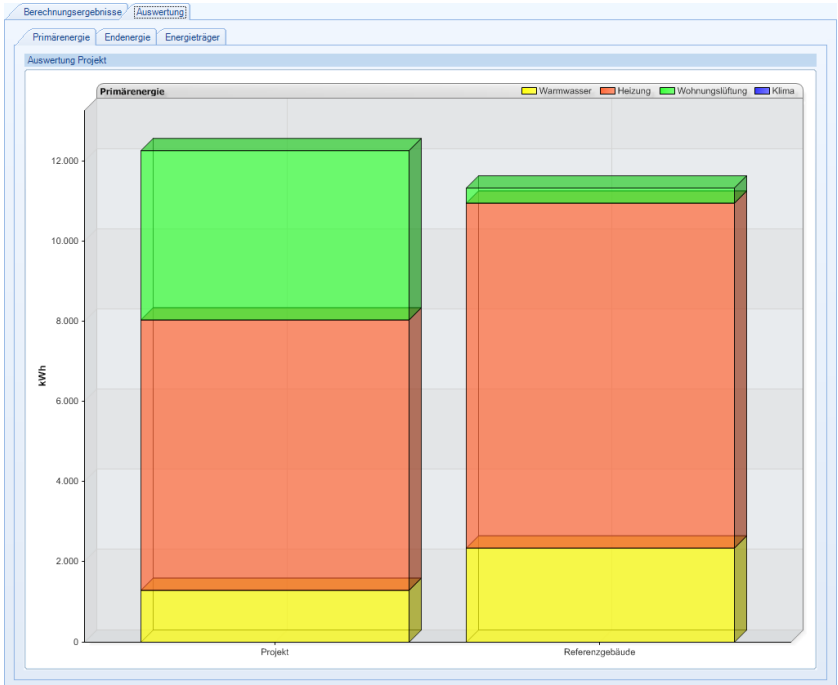 Berechnungsergebnisse Auswertung
Primärenergie Endenergie Energieträger
Auswertung Projekt
Primärenergie Warmwasser Heizung Wohnungslüftung Klima
12.000
10.000
8.000
kWh
6.000
4.000
2.000
0
Projekt Referenzgebäude